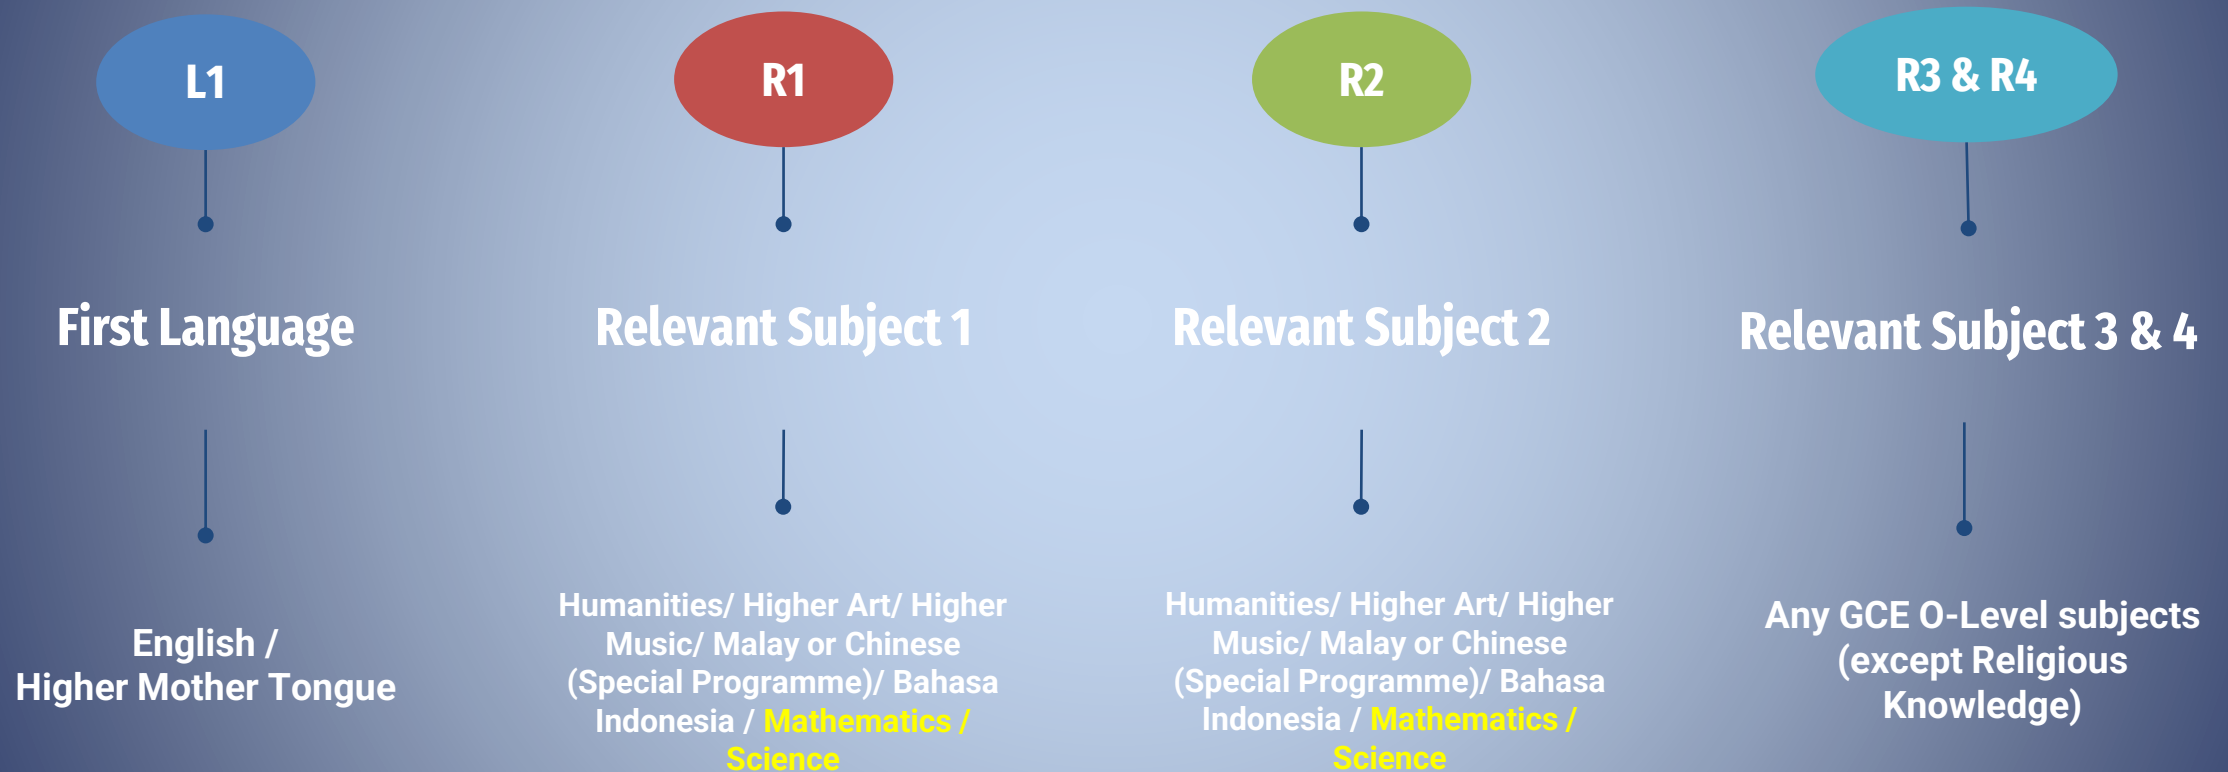 L1
First Language
English /
Higher Mother Tongue
R1
Relevant Subject 1
Humanities/ Higher Art/ Higher
Music/ Malay or Chinese
(Special Programme)/ Bahasa
Indonesia / Mathematics /
Science
R2
Relevant Subject 2
Humanities/ Higher Art/ Higher
Music/ Malay or Chinese
(Special Programme)/ Bahasa
Indonesia / Mathematics /
Science
R3 & R4
Relevant Subject 3 & 4
Any GCE O-Level subjects
(except Religious
Knowledge)